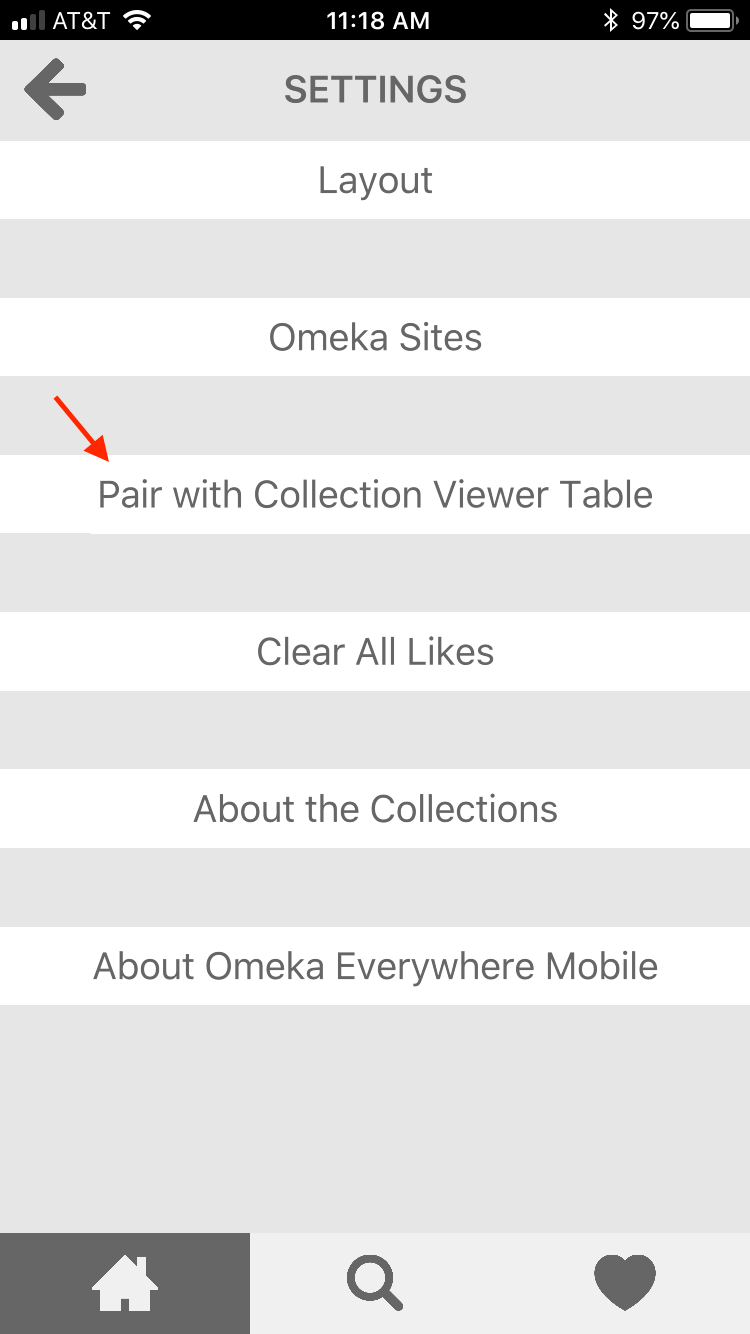 AT&T 11:18 AM 97%
SETTINGS
Layout
Omeka Sites
Pair with Collection Viewer Table
Clear All Likes
About the Collections
About Omeka Everywhere Mobile